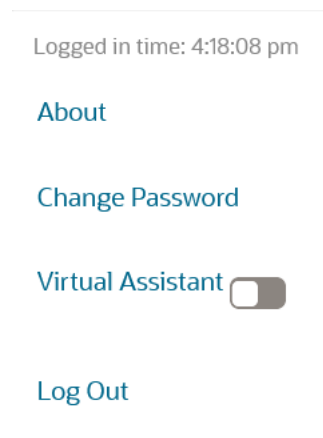 Logged in time: 4:18:08 pm
About
Change Password
Virtual Assistant
Log Out